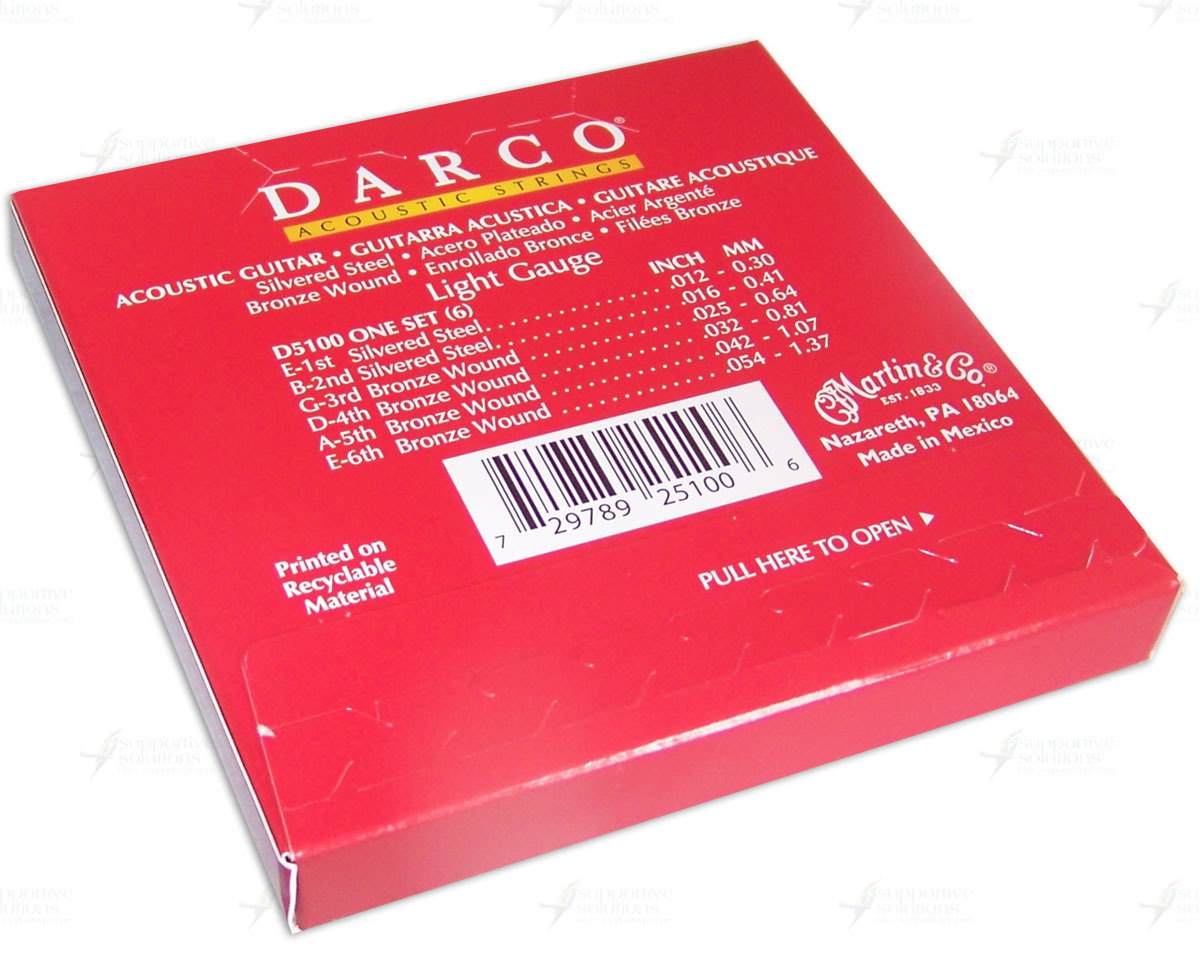 DARCO®
ACOUSTIC STRINGS
ACOUSTIC GUITAR • GUITARRA ACUSTICA • GUITARE ACOUSTIQUE
Silvered Steel • Acero Plateado • Acier Argenté
Bronze Wound • Enrollado Bronce • Filées Bronze
Light Gauge
INCH MM
D5100 ONE SET (6)
E-1st Silvered Steel . . . . . . . . . . . . . . . .012 - 0.30
B-2nd Silvered Steel . . . . . . . . . . . . . . . .016 - 0.41
G-3rd Bronze Wound . . . . . . . . . . . . . . . .025 - 0.64
D-4th Bronze Wound . . . . . . . . . . . . . . . .032 - 0.81
A-5th Bronze Wound . . . . . . . . . . . . . . . .042 - 1.07
E-6th Bronze Wound . . . . . . . . . . . . . . . .054 - 1.37
Martin & Co.®
EST. 1833
Nazareth, PA 18064
Made in Mexico
7 29789 25100 6
Printed on
Recyclable
Material
PULL HERE TO OPEN
supportive
solutions